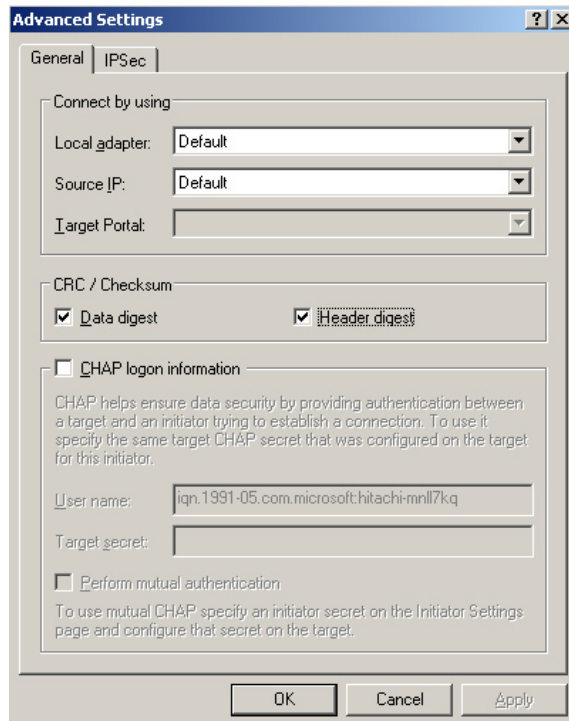 Advanced Settings
General
IPSec
Connect by using
Local adapter:
Default
Source IP:
Default
Target Portal:
CRC / Checksum
Data digest
Header digest
CHAP logon information
CHAP helps ensure data security by providing authentication between
a target and an initiator trying to establish a connection. To use it
specify the same target CHAP secret that was configured on the target
for this initiator.
User name:
iqn.1991-05.com.microsoft:hitachi-mnll7kq
Target secret:
Perform mutual authentication
To use mutual CHAP specify an initiator secret on the Initiator Settings
page and configure that secret on the target.
OK
Cancel
Apply